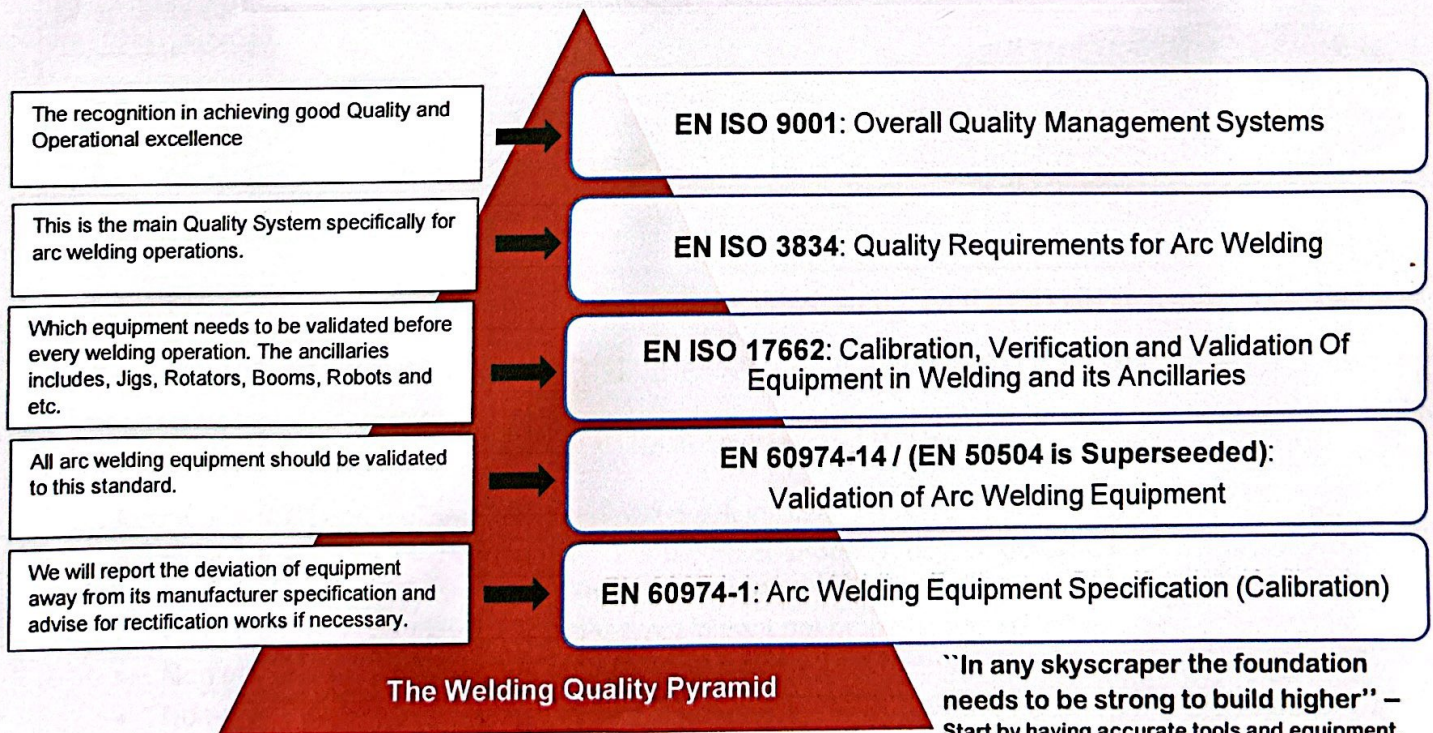 The recognition in achieving good Quality and
Operational excellence
EN ISO 9001: Overall Quality Management Systems
This is the main Quality System specifically for
arc welding operations.
EN ISO 3834: Quality Requirements for Arc Welding
Which equipment needs to be validated before
every welding operation. The ancillaries
includes, Jigs, Rotators, Booms, Robots and
etc.
EN ISO 17662: Calibration, Verification and Validation Of
Equipment in Welding and its Ancillaries
All arc welding equipment should be validated
to this standard.
EN 60974-14 / (EN 50504 is Superseeded):
Validation of Arc Welding Equipment
We will report the deviation of equipment
away from its manufacturer specification and
advise for rectification works if necessary.
EN 60974-1: Arc Welding Equipment Specification (Calibration)
The Welding Quality Pyramid
``In any skyscraper the foundation
needs to be strong to build higher'' –
Start by having accurate tools and equipment